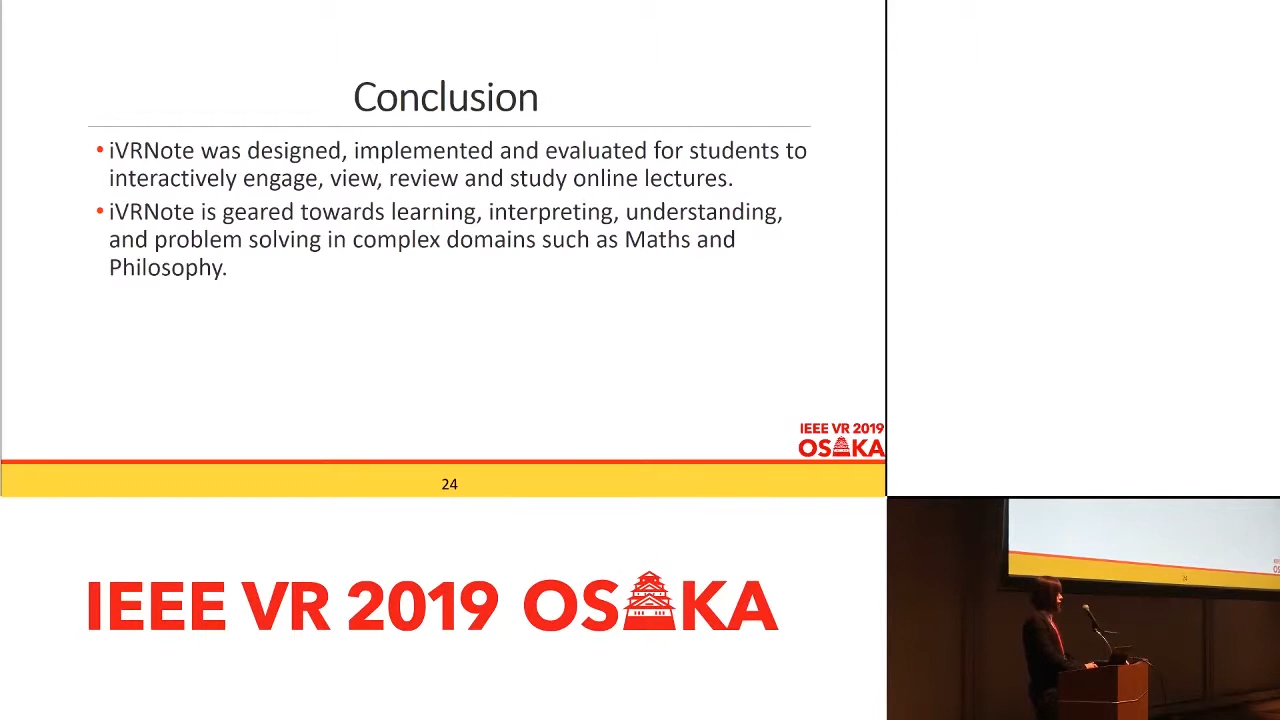 Conclusion
• iVRNote was designed, implemented and evaluated for students to
interactively engage, view, review and study online lectures.
• iVRNote is geared towards learning, interpreting, understanding,
and problem solving in complex domains such as Maths and
Philosophy.
IEEE VR 2019
OSAKA
24
IEEE VR 2019 OSAKA